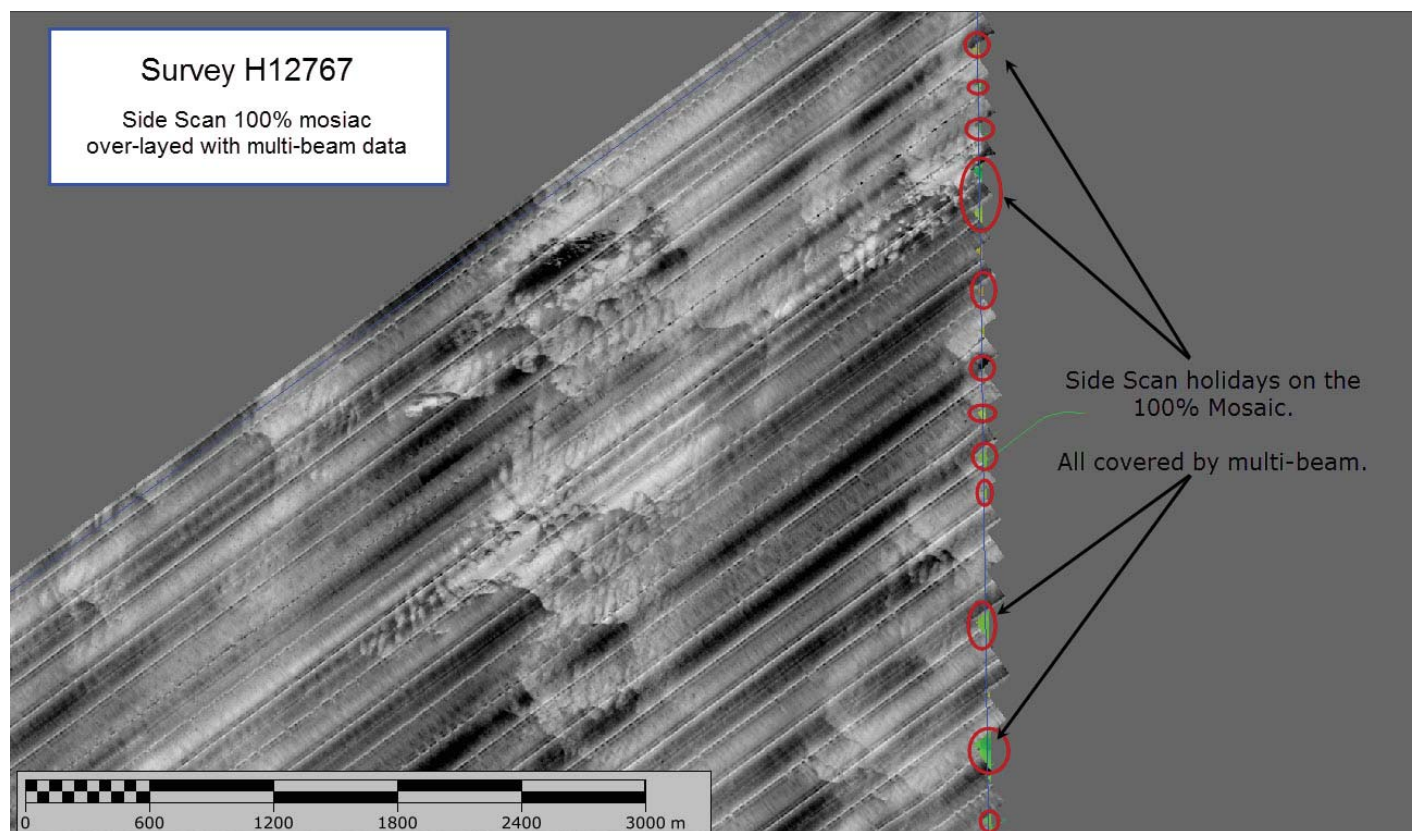 Survey H12767
Side Scan 100% mosiac
over-layed with multi-beam data
Side Scan holidays on the
100% Mosaic.
All covered by multi-beam.
0 600 1200 1800 2400 3000 m